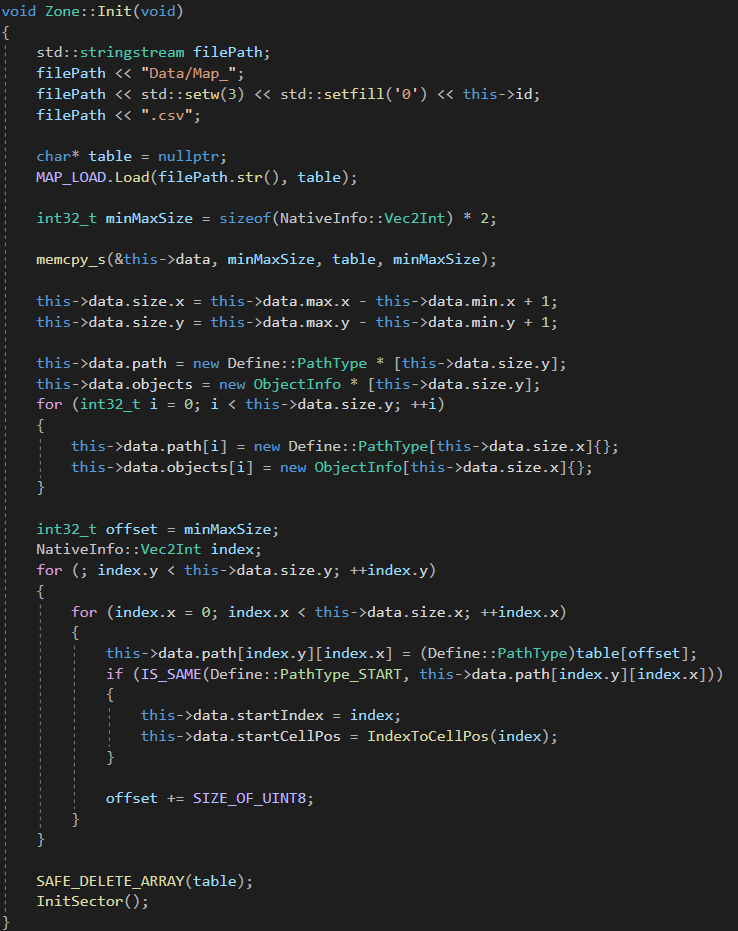 void Zone::Init(void)
{
    std::stringstream filePath;
    filePath << "Data/Map_";
    filePath << std::setw(3) << std::setfill('0') << this->id;
    filePath << ".csv";

    char* table = nullptr;
    MAP_LOAD.Load(filePath.str(), table);

    int32_t minMaxSize = sizeof(NativeInfo::Vec2Int) * 2;

    memcpy_s(&this->data, minMaxSize, table, minMaxSize);

    this->data.size.x = this->data.max.x - this->data.min.x + 1;
    this->data.size.y = this->data.max.y - this->data.min.y + 1;

    this->data.path = new Define::PathType * [this->data.size.y];
    this->data.objects = new ObjectInfo * [this->data.size.y];
    for (int32_t i = 0; i < this->data.size.y; ++i)
    {
        this->data.path[i] = new Define::PathType[this->data.size.x]{};
        this->data.objects[i] = new ObjectInfo[this->data.size.x]{};
    }

    int32_t offset = minMaxSize;
    NativeInfo::Vec2Int index;
    for (; index.y < this->data.size.y; ++index.y)
    {
        for (index.x = 0; index.x < this->data.size.x; ++index.x)
        {
            this->data.path[index.y][index.x] = (Define::PathType)table[offset];
            if (IS_SAME(Define::PathType_START, this->data.path[index.y][index.x]))
            {
                this->data.startIndex = index;
                this->data.startCellPos = IndexToCellPos(index);
            }

            offset += SIZE_OF_UINT8;
        }
    }

    SAFE_DELETE_ARRAY(table);
    InitSector();
}